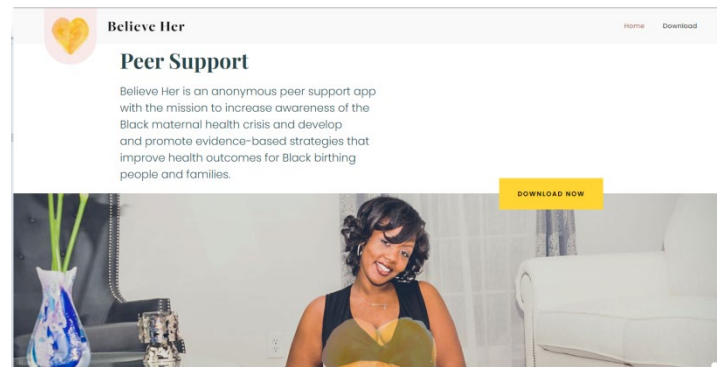 Believe Her
Home Download
Peer Support
Believe Her is an anonymous peer support app
with the mission to increase awareness of the
Black maternal health crisis and develop
and promote evidence-based strategies that
improve health outcomes for Black birthing
people and families.
DOWNLOAD NOW